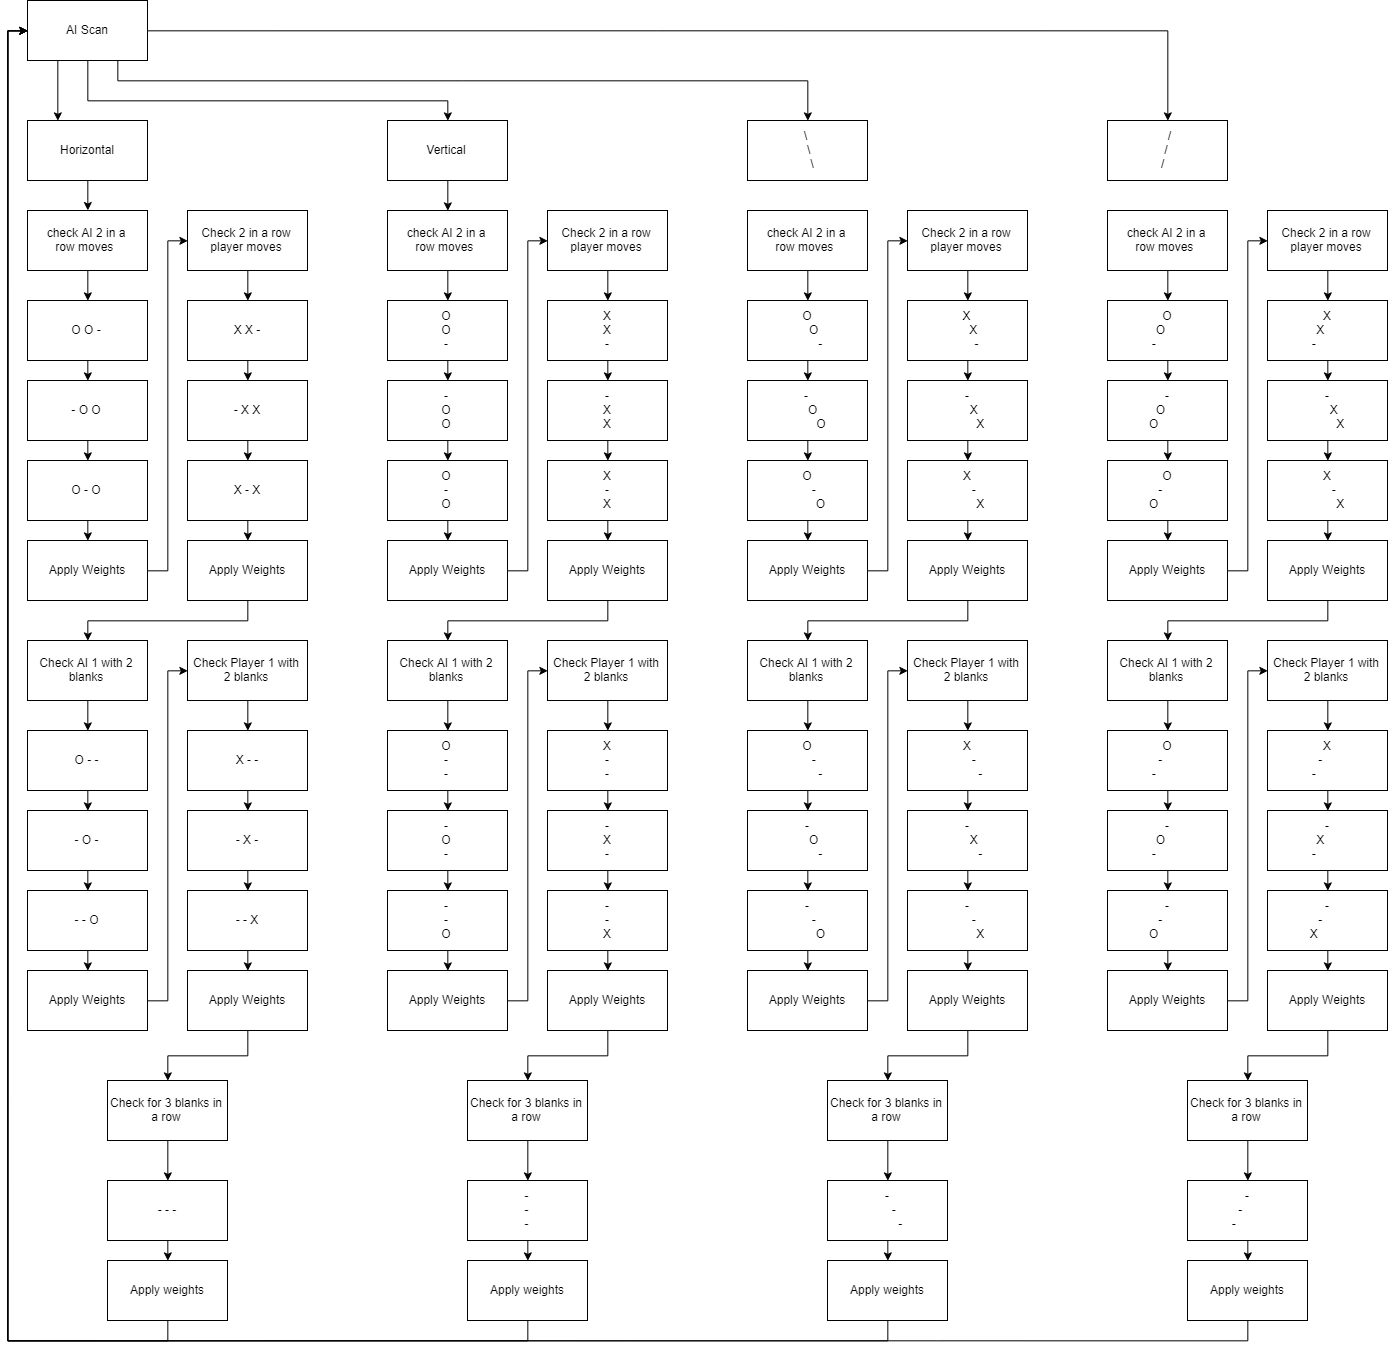 AI Scan
Horizontal
Vertical
\
\
\
/
/
/
check AI 2 in a
row moves
Check 2 in a row
player moves
check AI 2 in a
row moves
Check 2 in a row
player moves
check AI 2 in a
row moves
Check 2 in a row
player moves
check AI 2 in a
row moves
Check 2 in a row
player moves
O O -
X X -
O
O
-
X
X
-
O
O
-
X
X
-
O
O
-
X
X
-
- O O
- X X
-
O
O
-
X
X
-
O
O
-
X
X
-
O
O
-
X
X
O - O
X - X
O
-
O
X
-
X
O
-
O
X
-
X
O
-
O
X
-
X
Apply Weights
Apply Weights
Apply Weights
Apply Weights
Apply Weights
Apply Weights
Apply Weights
Apply Weights
Check AI 1 with 2
blanks
Check Player 1 with
2 blanks
Check AI 1 with 2
blanks
Check Player 1 with
2 blanks
Check AI 1 with 2
blanks
Check Player 1 with
2 blanks
Check AI 1 with 2
blanks
Check Player 1 with
2 blanks
O - -
X - -
O
-
-
X
-
-
O
-
-
X
-
-
O
-
-
X
-
-
- O -
- X -
-
O
-
-
X
-
-
O
-
-
X
-
-
O
-
-
X
-
- - O
- - X
-
-
O
-
-
X
-
-
O
-
-
X
-
-
O
-
-
X
Apply Weights
Apply Weights
Apply Weights
Apply Weights
Apply Weights
Apply Weights
Apply Weights
Apply Weights
Check for 3 blanks in
a row
Check for 3 blanks in
a row
Check for 3 blanks in
a row
Check for 3 blanks in
a row
- - -
-
-
-
-
-
-
-
-
-
Apply weights
Apply weights
Apply weights
Apply weights